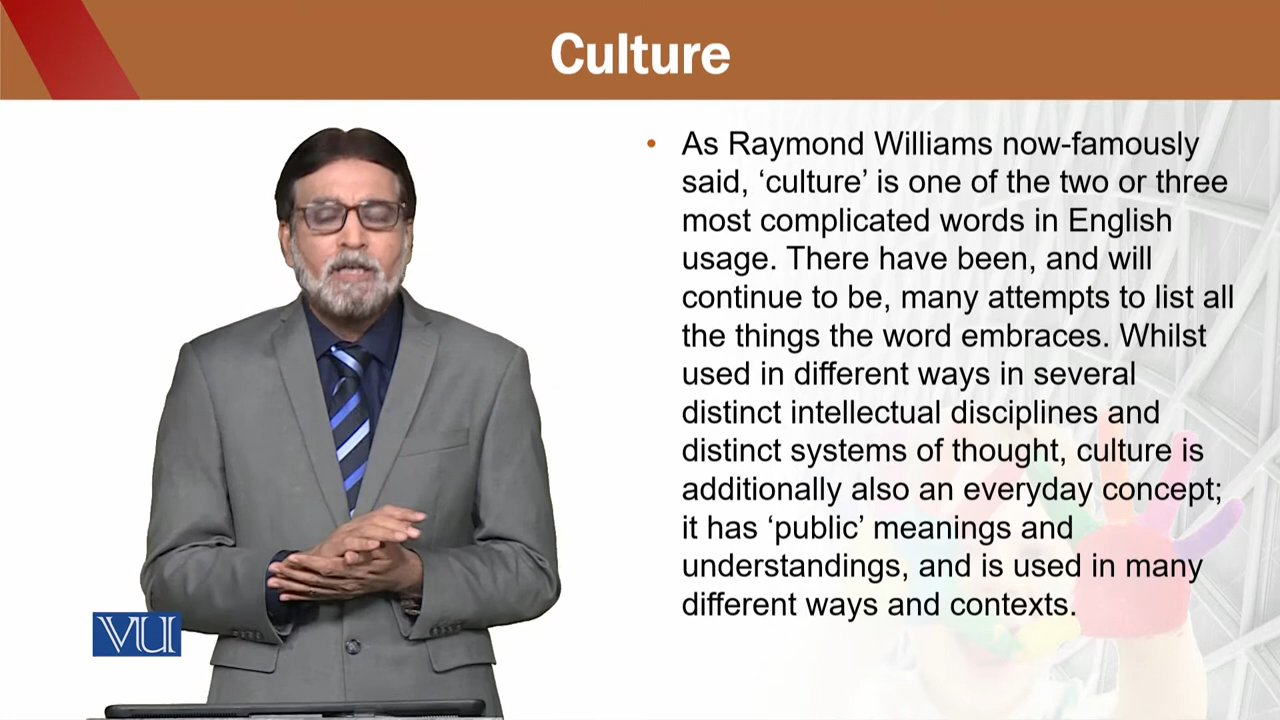 Culture
• As Raymond Williams now-famously
said, ‘culture’ is one of the two or three
most complicated words in English
usage. There have been, and will
continue to be, many attempts to list all
the things the word embraces. Whilst
used in different ways in several
distinct intellectual disciplines and
distinct systems of thought, culture is
additionally also an everyday concept;
it has ‘public’ meanings and
understandings, and is used in many
different ways and contexts.
VU